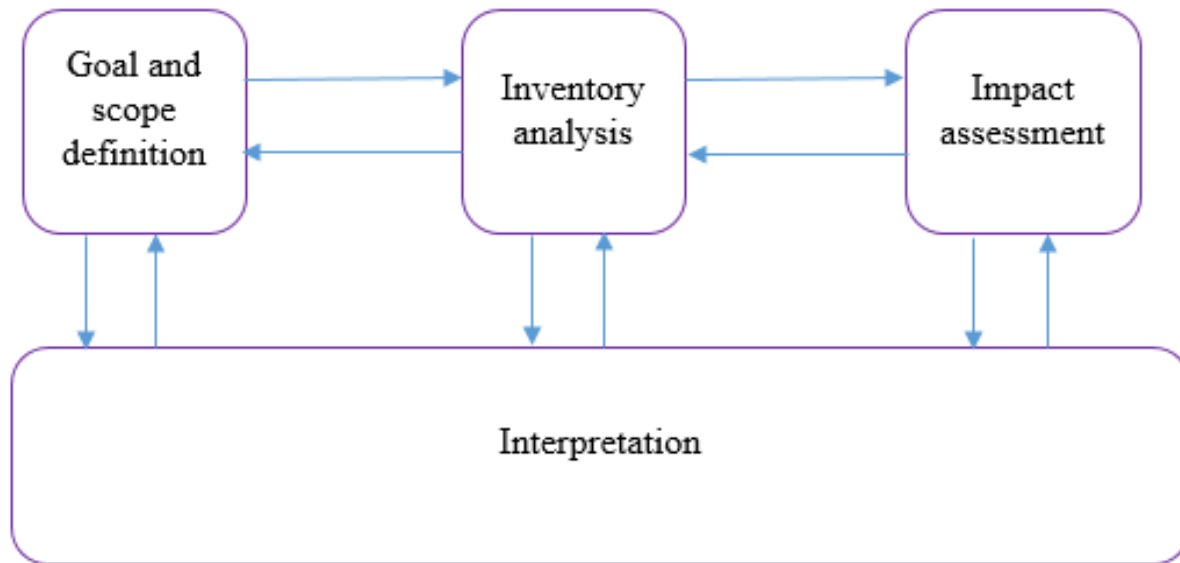 Goal and
scope
definition
Inventory
analysis
Impact
assessment
Interpretation